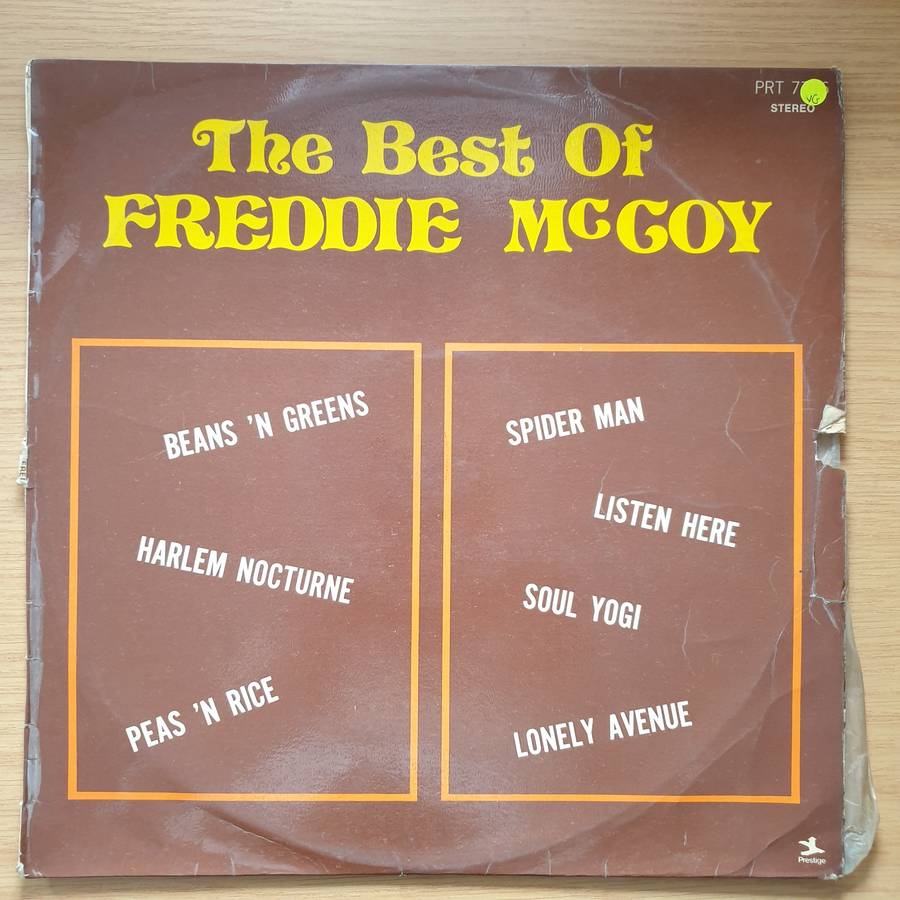 PRT
VG
STEREO
The Best Of
FREDDIE McCOY
BEANS 'N GREENS
HARLEM NOCTURNE
PEAS 'N RICE
SPIDER MAN
LISTEN HERE
SOUL YOGI
LONELY AVENUE
Prestige